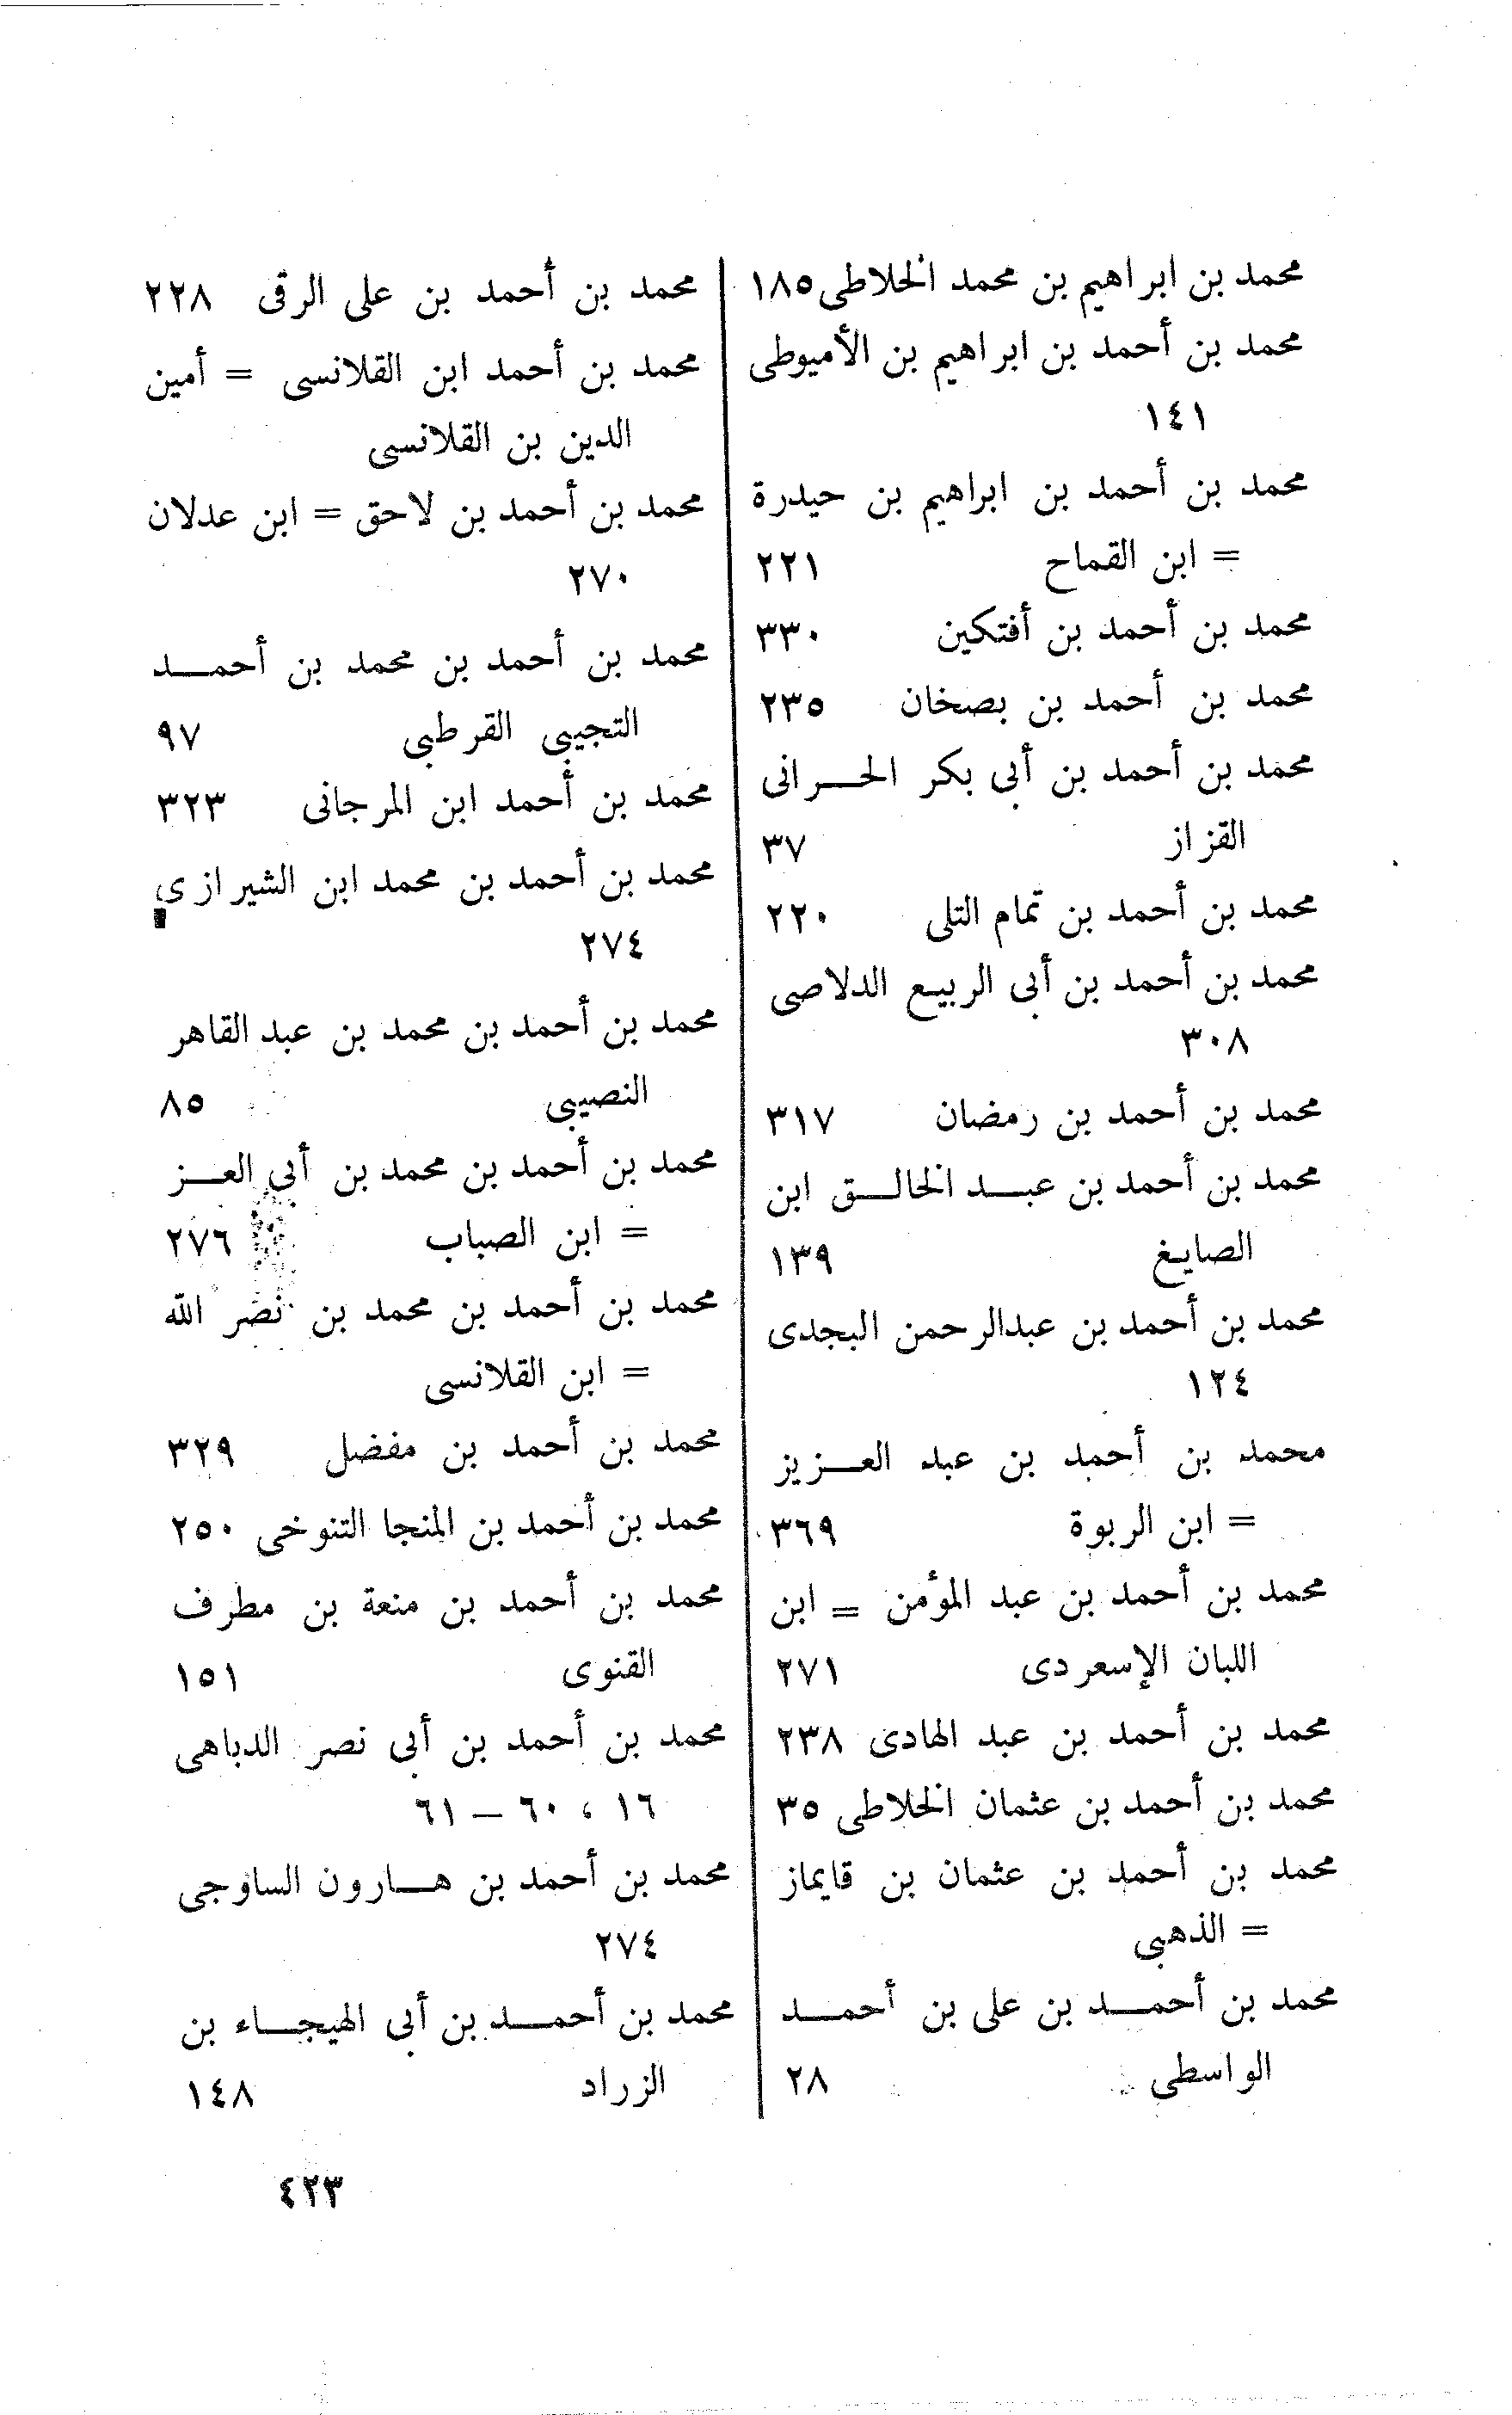 محمد بن ابراهيم بن محمد الخلاطى ١٨٥
محمد بن أحمد بن ابراهيم بن الأميوطى
١٤١
محمد بن أحمد بن ابراهيم بن حيدرة
= ابن القماح ٢٢١
محمد بن أحمد بن أفتكين ٣٣٠
محمد بن أحمد بن بصخان ٢٣٥
محمد بن أحمد بن أبى بكر الحرانى
القزاز ٣٧
محمد بن أحمد بن تمام التلى ٢٢٠
محمد بن أحمد بن أبى الربيع الدلاصى
٣٠٨
محمد بن أحمد بن رمضان ٣١٧
محمد بن أحمد بن عبد الخالق ابن
الصايغ ١٣٩
محمد بن أحمد بن عبدالرحمن البجدى
١٢٤
محمد بن أحمد بن عبد العزيز
= ابن الربوة ٣٦٩
محمد بن أحمد بن عبد المؤمن = ابن
اللبان الإسعردى ٢٧١
محمد بن أحمد بن عبد الهادى ٢٣٨
محمد بن أحمد بن عثمان الخلاطى ٣٥
محمد بن أحمد بن عثمان بن قايماز
= الذهبى
محمد بن أحمد بن على بن أحمد
الواسطى ٢٨
محمد بن أحمد بن على الرقى ٢٢٨
محمد بن أحمد ابن القلانسى = أمين
الدين بن القلانسى
محمد بن أحمد بن لاحق = ابن عدلان
٢٧٠
محمد بن أحمد بن محمد بن أحمد
التجيبى القرطبى ٩٧
محمد بن أحمد ابن المرجانى ٣٢٣
محمد بن أحمد بن محمد ابن الشيرازى
٢٧٤
محمد بن أحمد بن محمد بن عبد القاهر
النصيبى ٨٥
محمد بن أحمد بن محمد بن أبى العز
= ابن الصباب ٢٧٦
محمد بن أحمد بن محمد بن نصر الله
= ابن القلانسى
محمد بن أحمد بن مفضل ٣٢٩
محمد بن أحمد بن المنجا التنوخى ٢٥٠
محمد بن أحمد بن منعة بن مطرف
القنوى ١٥١
محمد بن أحمد بن أبى نصر الدباهى
١٦ ، ٦٠ – ٦١
محمد بن أحمد بن هارون الساوجى
٢٧٤
محمد بن أحمد بن أبى الهيجاء بن
الزراد ١٤٨
٤٢٣